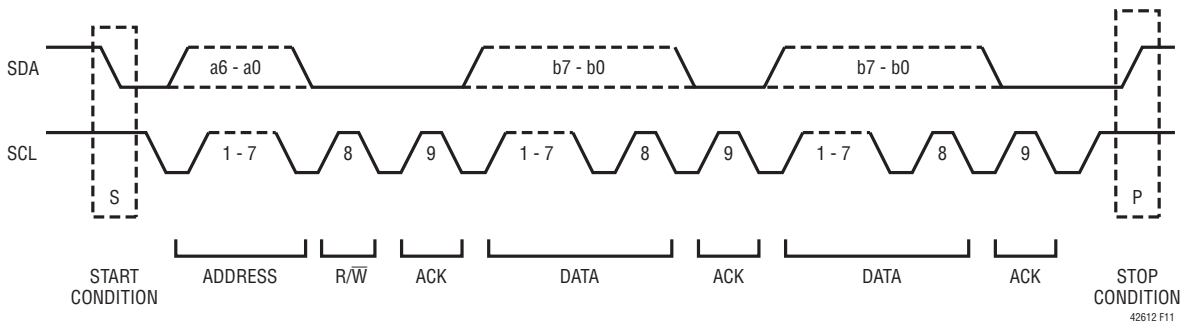 SDA
a6 - a0
b7 - b0
b7 - b0
SCL
1 - 7
8
9
1 - 7
8
9
1 - 7
8
9
S
P
START
CONDITION
ADDRESS
R/W̅
ACK
DATA
ACK
DATA
ACK
STOP
CONDITION
42612 F11